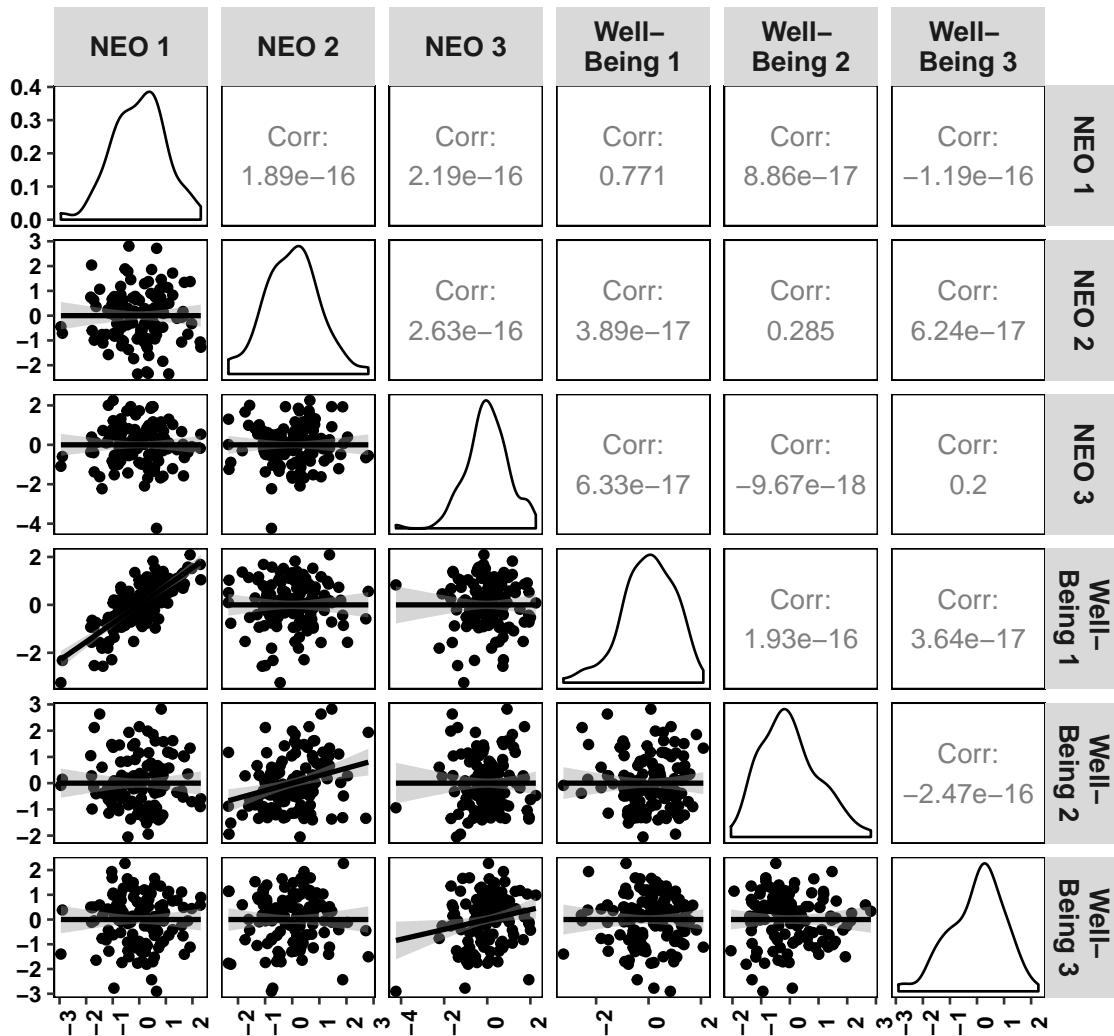 NEO 1
NEO 2
NEO 3
Well–
Being 1
Well–
Being 2
Well–
Being 3
0.4
0.3
0.2
0.1
0.0
Corr:
1.89e−16
Corr:
2.19e−16
Corr:
0.771
Corr:
8.86e−17
Corr:
−1.19e−16
NEO 1
3
2
1
0
−1
−2
Corr:
2.63e−16
Corr:
3.89e−17
Corr:
0.285
Corr:
6.24e−17
NEO 2
2
0
−2
−4
Corr:
6.33e−17
Corr:
−9.67e−18
Corr:
0.2
NEO 3
2
0
−2
Corr:
1.93e−16
Corr:
3.64e−17
Well–
Being 1
3
2
1
0
−1
−2
Corr:
−2.47e−16
Well–
Being 2
2
1
0
−1
−2
−3
Well–
Being 3
−3
−2
−1
0
1
2
−2
−1
0
1
2
3
−4
−2
0
2
−2
0
2
−2
−1
0
1
2
3
−3
−2
−1
0
1
2